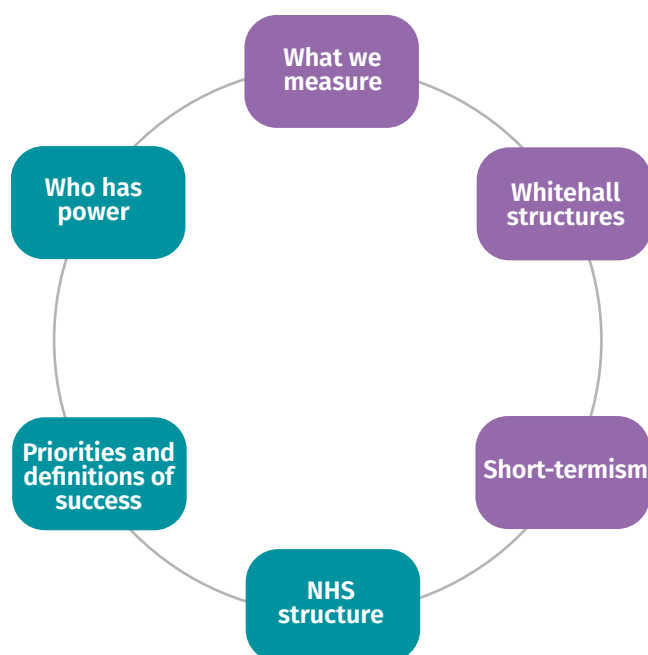 What we
measure
Whitehall
structures
Short-termism
NHS
structure
Priorities and
definitions of
success
Who has
power